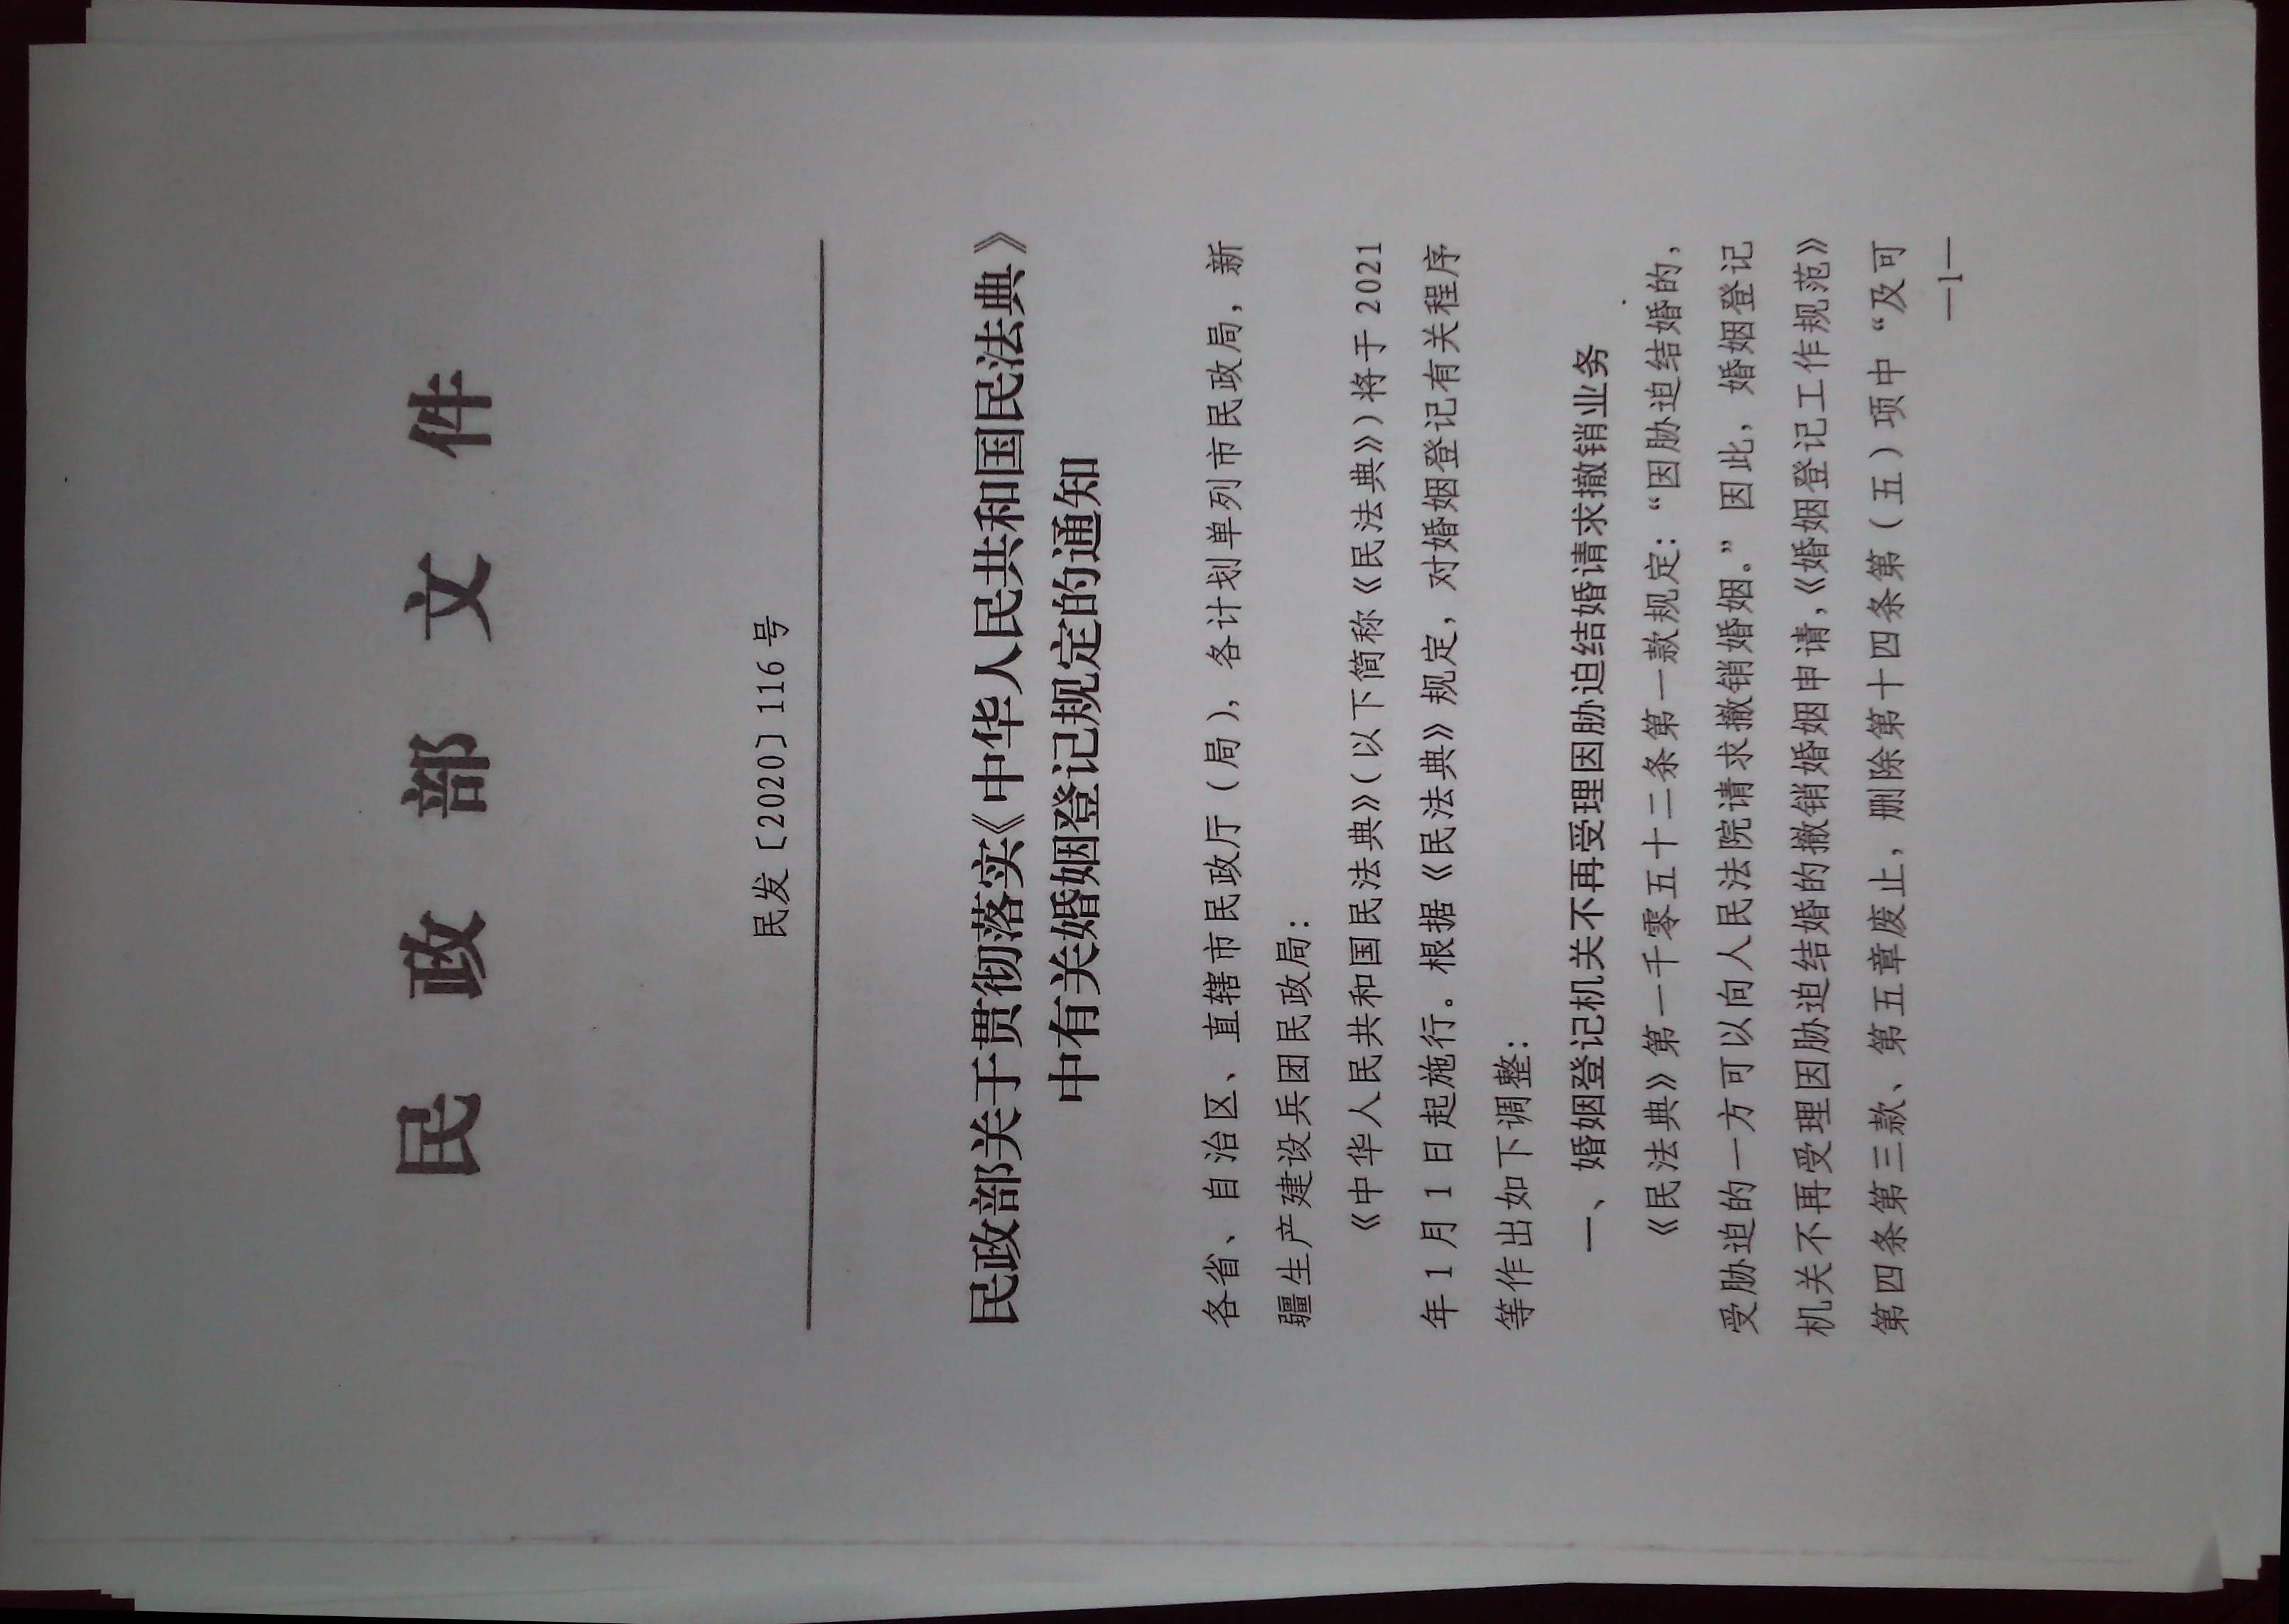 民政部文件
民发〔2020〕116号
民政部关于贯彻落实《中华人民共和国民法典》
中有关婚姻登记规定的通知
各省、自治区、直辖市民政厅（局），各计划单列市民政局，新
疆生产建设兵团民政局：
《中华人民共和国民法典》（以下简称《民法典》）将于2021
年1月1日起施行。根据《民法典》规定，对婚姻登记有关程序
等作出如下调整：
一、婚姻登记机关不再受理因胁迫结婚请求撤销业务
《民法典》第一千零五十二条第一款规定：“因胁迫结婚的，
受胁迫的一方可以向人民法院请求撤销婚姻。”因此，婚姻登记
机关不再受理因胁迫结婚的撤销婚姻申请，《婚姻登记工作规范》
第四条第三款、第五章废止，删除第十四条第（五）项中“及可
—1—